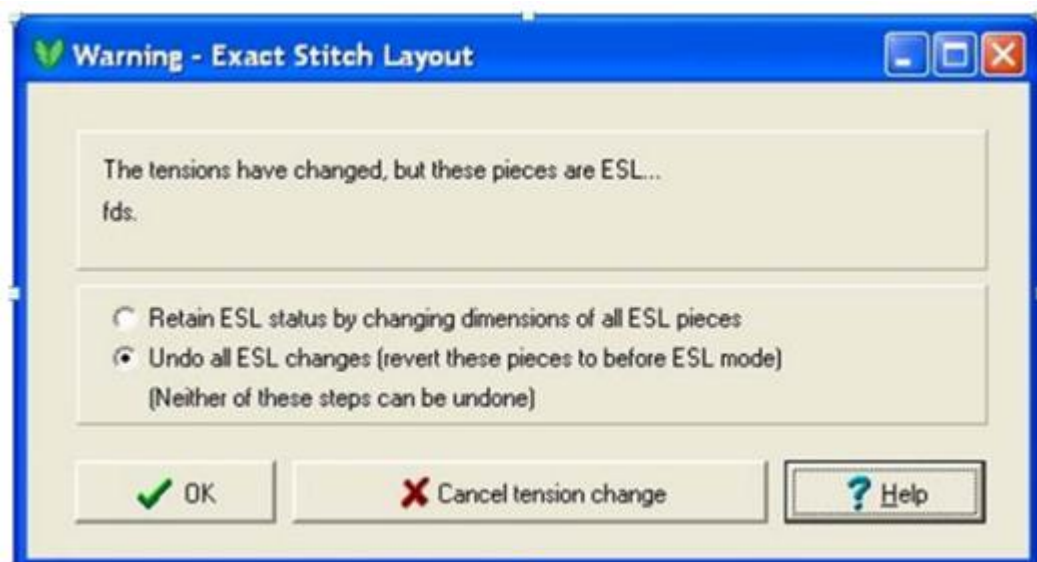 Warning - Exact Stitch Layout
The tensions have changed, but these pieces are ESL...
fds.
Retain ESL status by changing dimensions of all ESL pieces
Undo all ESL changes (revert these pieces to before ESL mode)
(Neither of these steps can be undone)
OK
Cancel tension change
? Help